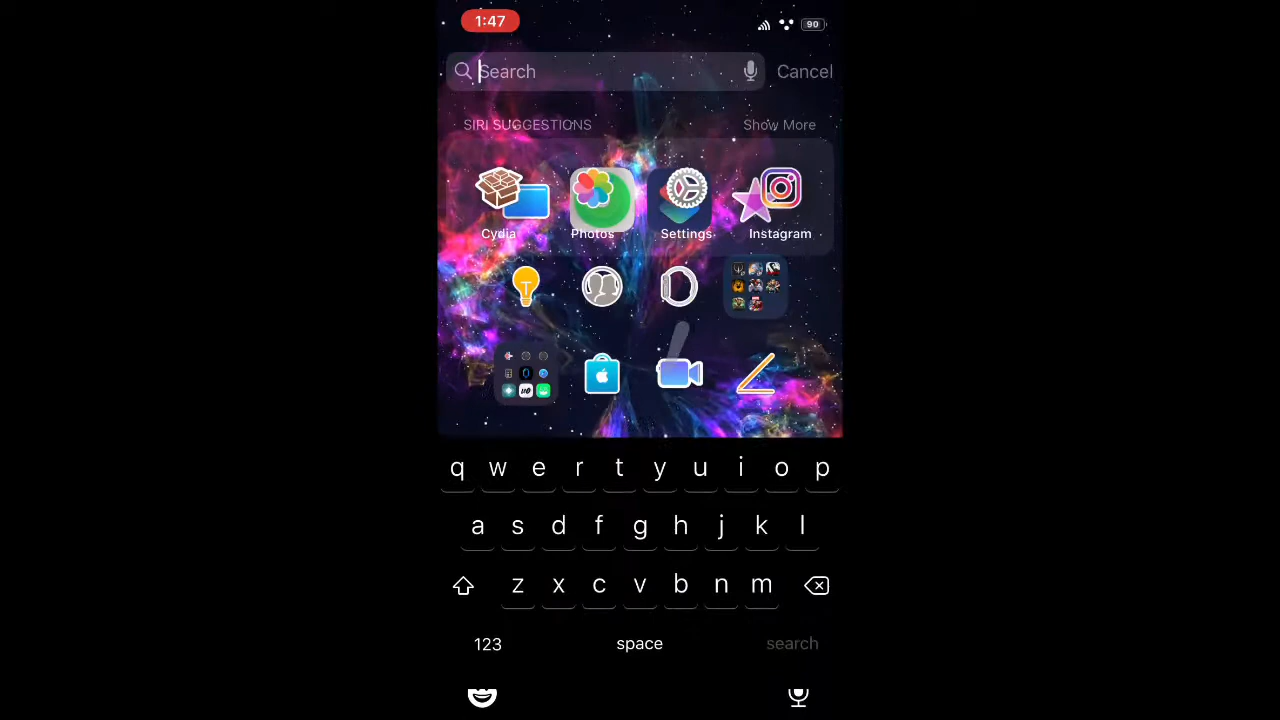 1:47
90
Search
Cancel
SIRI SUGGESTIONS
Show More
Cydia
Photos
Settings
Instagram
T
q w e r t y u i o p
a s d f g h j k l
z x c v b n m
123
space
search